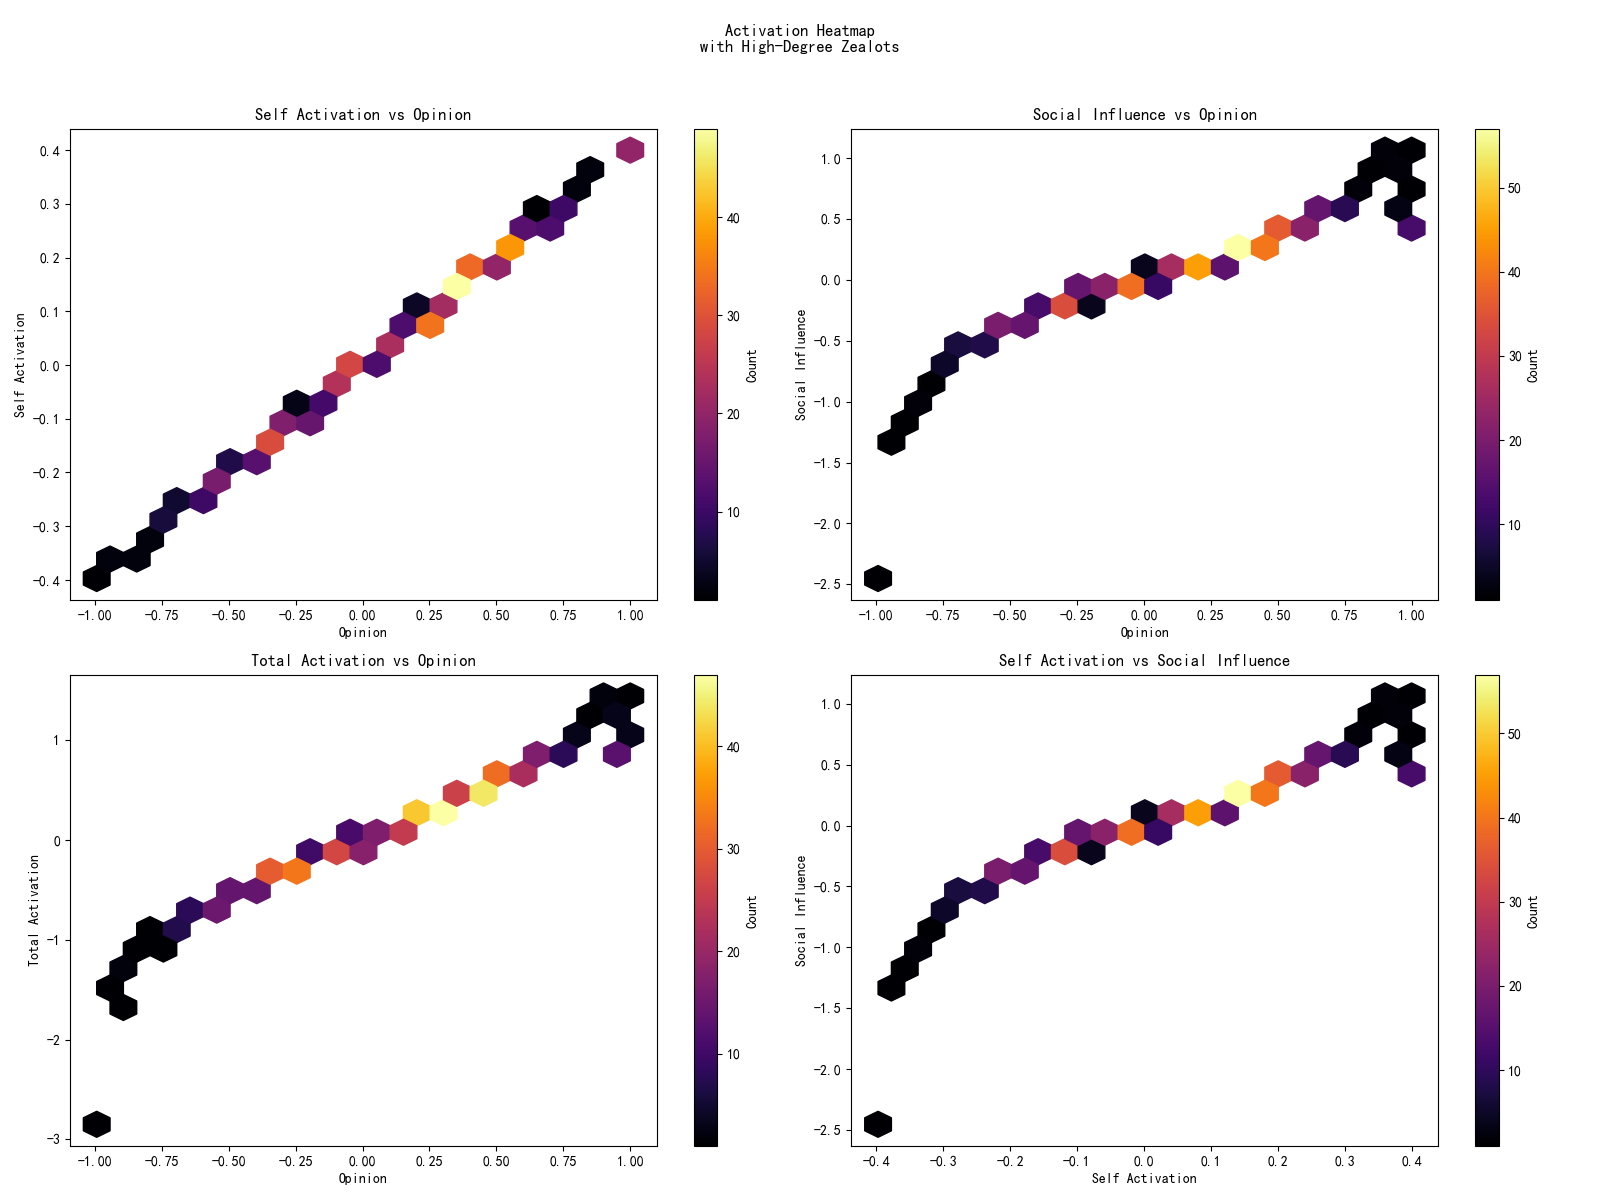 Activation Heatmap
with High-Degree Zealots
Self Activation vs Opinion
Self Activation
0.4
0.3
0.2
0.1
0.0
−0.1
−0.2
−0.3
−0.4
−1.00 −0.75 −0.50 −0.25 0.00 0.25 0.50 0.75 1.00
Opinion
40
30
20
10
Count
Social Influence vs Opinion
Social Influence
1.0
0.5
0.0
−0.5
−1.0
−1.5
−2.0
−2.5
−1.00 −0.75 −0.50 −0.25 0.00 0.25 0.50 0.75 1.00
Opinion
50
40
30
20
10
Count
Total Activation vs Opinion
Total Activation
1
0
−1
−2
−3
−1.00 −0.75 −0.50 −0.25 0.00 0.25 0.50 0.75 1.00
Opinion
40
30
20
10
Count
Self Activation vs Social Influence
Social Influence
1.0
0.5
0.0
−0.5
−1.0
−1.5
−2.0
−2.5
−0.4 −0.3 −0.2 −0.1 0.0 0.1 0.2 0.3 0.4
Self Activation
50
40
30
20
10
Count